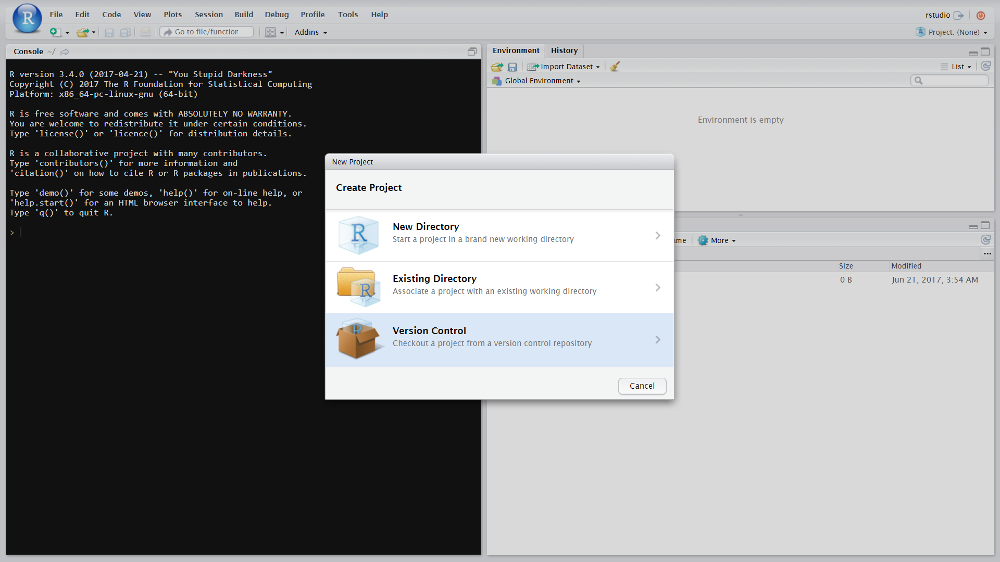 File Edit Code View Plots Session Build Debug Profile Tools Help
rstudio
Go to file/function Addins
Project: (None)
Console ~/
R version 3.4.0 (2017-04-21) -- "You Stupid Darkness"
Copyright (C) 2017 The R Foundation for Statistical Computing
Platform: x86_64-pc-linux-gnu (64-bit)
R is free software and comes with ABSOLUTELY NO WARRANTY.
You are welcome to redistribute it under certain conditions.
Type 'license()' or 'licence()' for distribution details.
R is a collaborative project with many contributors.
Type 'contributors()' for more information and
'citation()' on how to cite R or R packages in publications.
Type 'demo()' for some demos, 'help()' for on-line help, or
'help.start()' for an HTML browser interface to help.
Type 'q()' to quit R.
>
Environment History
Import Dataset List
Global Environment
Environment is empty
New Project
Create Project
New Directory
Start a project in a brand new working directory
Existing Directory
Associate a project with an existing working directory
Version Control
Checkout a project from a version control repository
Cancel
More
Size Modified
0 B Jun 21, 2017, 3:54 AM